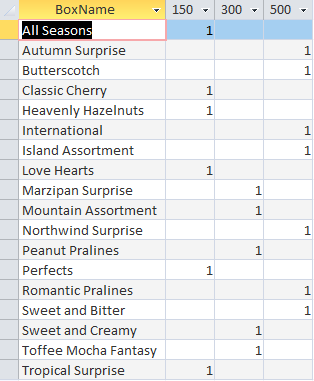 BoxName 150 300 500
All Seasons 1
Autumn Surprise 1
Butterscotch 1
Classic Cherry 1
Heavenly Hazelnuts 1
International 1
Island Assortment 1
Love Hearts 1
Marzipan Surprise 1
Mountain Assortment 1
Northwind Surprise 1
Peanut Pralines 1
Perfects 1
Romantic Pralines 1
Sweet and Bitter 1
Sweet and Creamy 1
Toffee Mocha Fantasy 1
Tropical Surprise 1